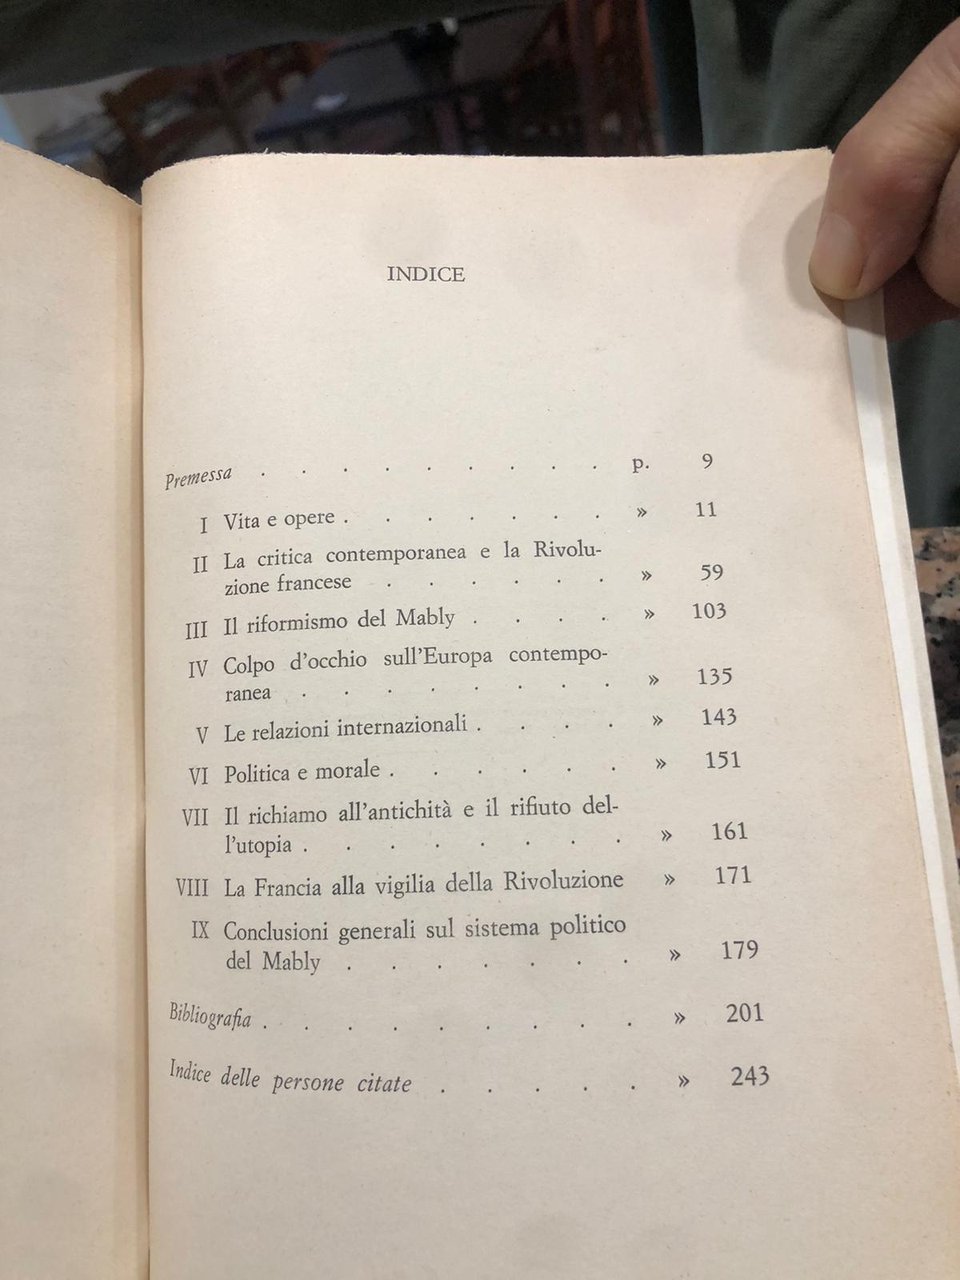 INDICE
Premessa . . . . . . . . . p. 9
I Vita e opere . . . . . . . » 11
II La critica contemporanea e la Rivolu-
zione francese . . . . . . » 59
III Il riformismo del Mably . . . . » 103
IV Colpo d'occhio sull'Europa contempo-
ranea . . . . . . . . » 135
V Le relazioni internazionali . . . . » 143
VI Politica e morale . . . . . . » 151
VII Il richiamo all'antichità e il rifiuto del-
l'utopia . . . . . . . . » 161
VIII La Francia alla vigilia della Rivoluzione » 171
IX Conclusioni generali sul sistema politico
del Mably . . . . . . . » 179
Bibliografia . . . . . . . . . » 201
Indice delle persone citate . . . . . » 243